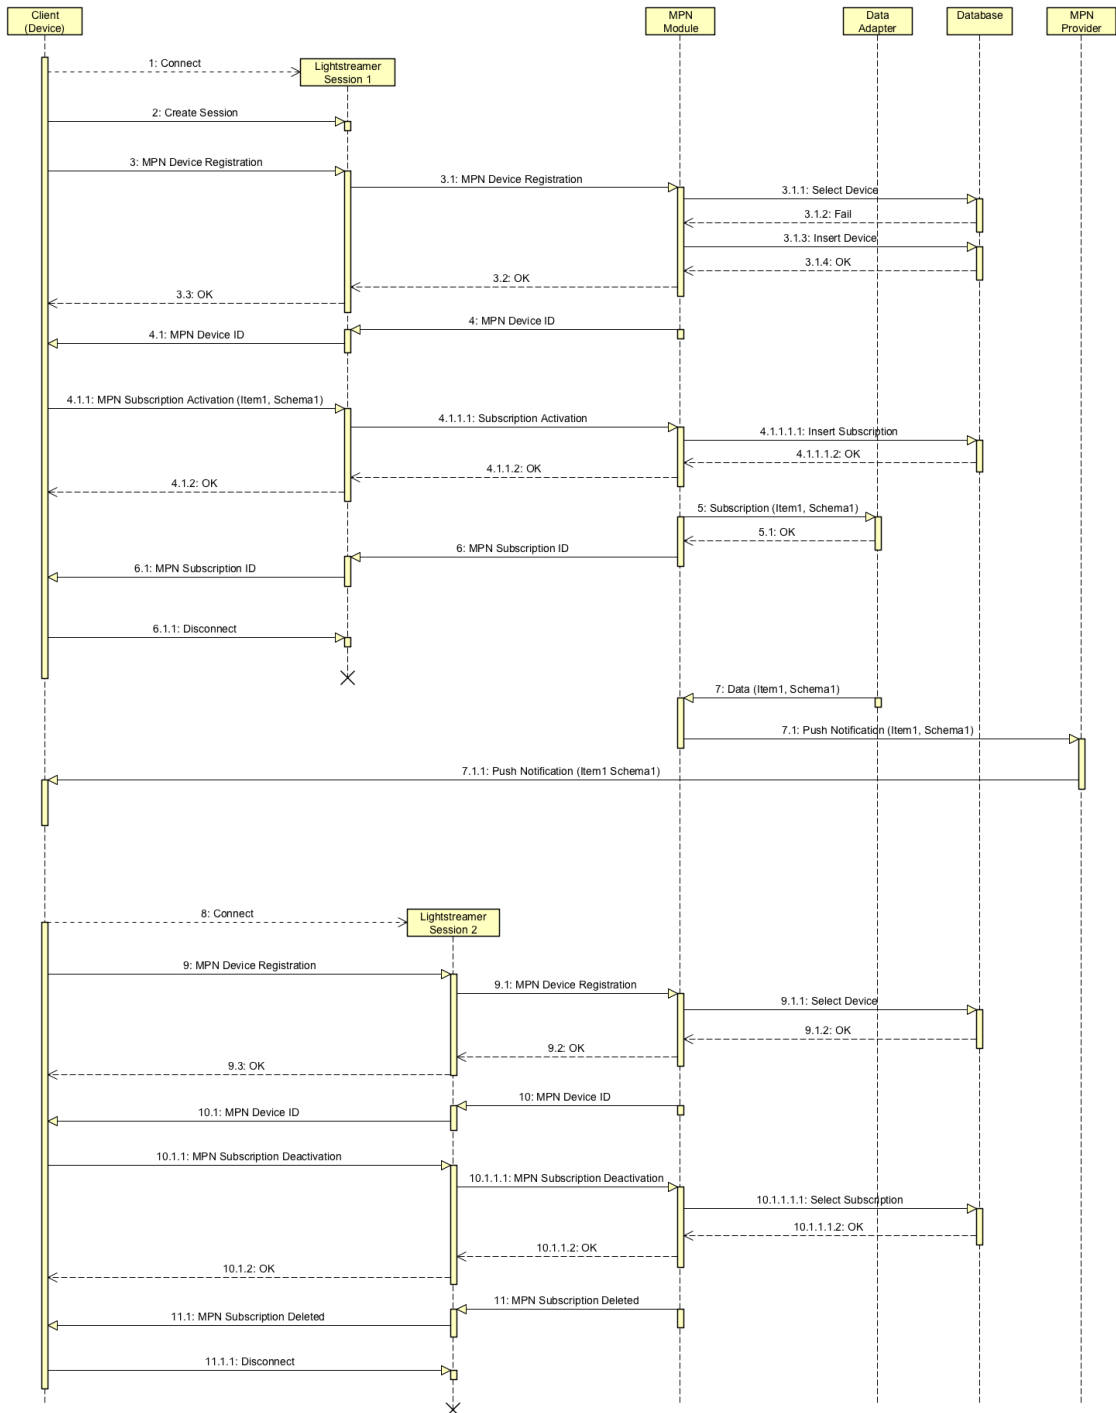 Client
(Device)
MPN
Module
Data
Adapter
Database
MPN
Provider
1: Connect
Lightstreamer
Session 1
2: Create Session
3: MPN Device Registration
3.1: MPN Device Registration
3.1.1: Select Device
3.1.2: Fail
3.1.3: Insert Device
3.1.4: OK
3.2: OK
3.3: OK
4: MPN Device ID
4.1: MPN Device ID
4.1.1: MPN Subscription Activation (Item1, Schema1)
4.1.1.1: Subscription Activation
4.1.1.1.1: Insert Subscription
4.1.1.1.2: OK
4.1.1.2: OK
4.1.2: OK
5: Subscription (Item1, Schema1)
5.1: OK
6: MPN Subscription ID
6.1: MPN Subscription ID
6.1.1: Disconnect
7: Data (Item1, Schema1)
7.1: Push Notification (Item1, Schema1)
7.1.1: Push Notification (Item1 Schema1)
8: Connect
Lightstreamer
Session 2
9: MPN Device Registration
9.1: MPN Device Registration
9.1.1: Select Device
9.1.2: OK
9.2: OK
9.3: OK
10: MPN Device ID
10.1: MPN Device ID
10.1.1: MPN Subscription Deactivation
10.1.1.1: MPN Subscription Deactivation
10.1.1.1.1: Select Subscription
10.1.1.1.2: OK
10.1.1.2: OK
10.1.2: OK
11: MPN Subscription Deleted
11.1: MPN Subscription Deleted
11.1.1: Disconnect